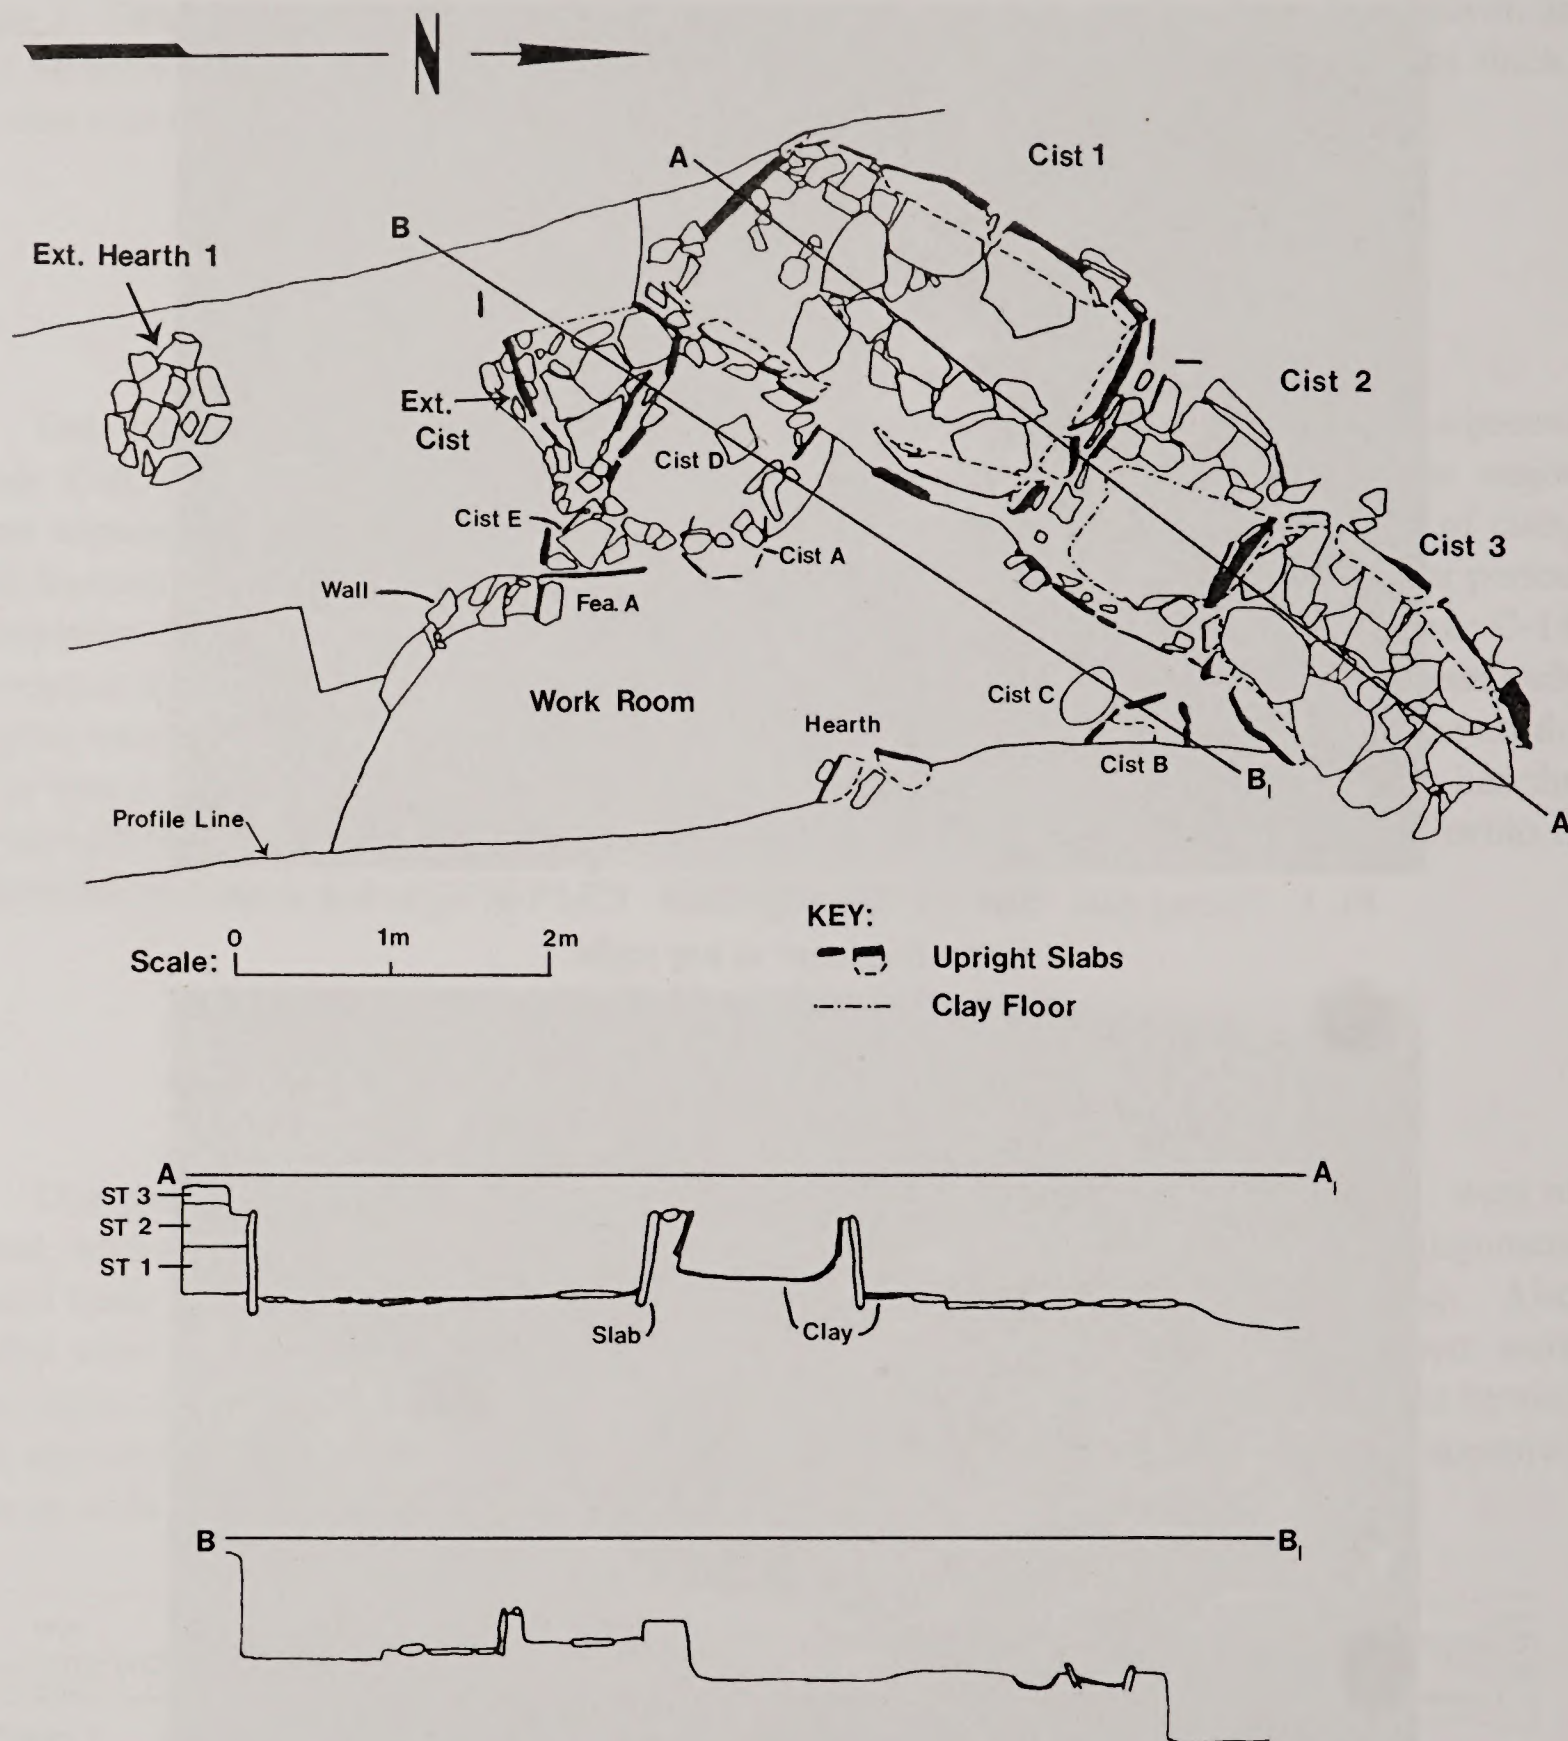 N
A
Cist 1
B
Ext. Hearth 1
Cist 2
Ext.
Cist
Cist D
Cist E
Cist A
Cist 3
Wall
Fea. A
Work Room
Cist C
Hearth
Cist B
B₁
Profile Line
A
KEY:
0 1m 2m
Scale:
Upright Slabs
Clay Floor
A A₁
ST 3
ST 2
ST 1
Slab
Clay
B B₁